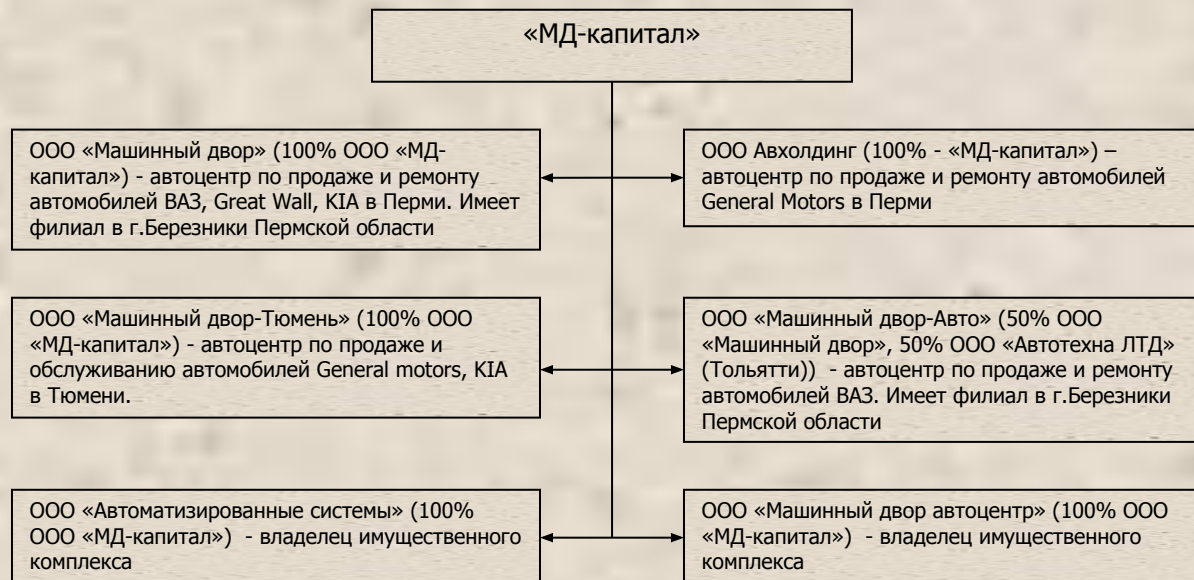 «МД-капитал»
ООО «Машинный двор» (100% ООО «МД-
капитал») - автоцентр по продаже и ремонту
автомобилей ВАЗ, Great Wall, KIA в Перми. Имеет
филиал в г.Березники Пермской области
ООО Авхолдинг (100% - «МД-капитал») –
автоцентр по продаже и ремонту автомобилей
General Motors в Перми
ООО «Машинный двор-Тюмень» (100% ООО
«МД-капитал») - автоцентр по продаже и
обслуживанию автомобилей General motors, KIA
в Тюмени.
ООО «Машинный двор-Авто» (50% ООО
«Машинный двор», 50% ООО «Автотехна ЛТД»
(Тольятти)) - автоцентр по продаже и ремонту
автомобилей ВАЗ. Имеет филиал в г.Березники
Пермской области
ООО «Автоматизированные системы» (100%
ООО «МД-капитал») - владелец имущественного
комплекса
ООО «Машинный двор автоцентр» (100% ООО
«МД-капитал») - владелец имущественного
комплекса